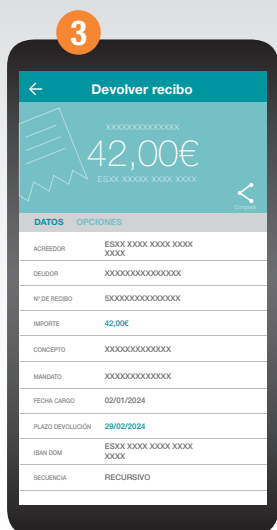 3
Devolver recibo
XXXXXXXXXXXXX
42,00€
ESXX XXXXX XXXX XXXX
Compartir
DATOS OPCIONES
ACREEDOR ESXX XXXX XXXX XXXX
XXXX
DEUDOR XXXXXXXXXXXXXXX
Nº DE RECIBO 5XXXXXXXXXXXXXX
IMPORTE 42,00€
CONCEPTO XXXXXXXXXXXXX
MANDATO XXXXXXXXXXXXX
FECHA CARGO 02/01/2024
PLAZO DEVOLUCIÓN 29/02/2024
IBAN DOM ESXX XXXX XXXX XXXX
XXXX
SECUENCIA RECURSIVO